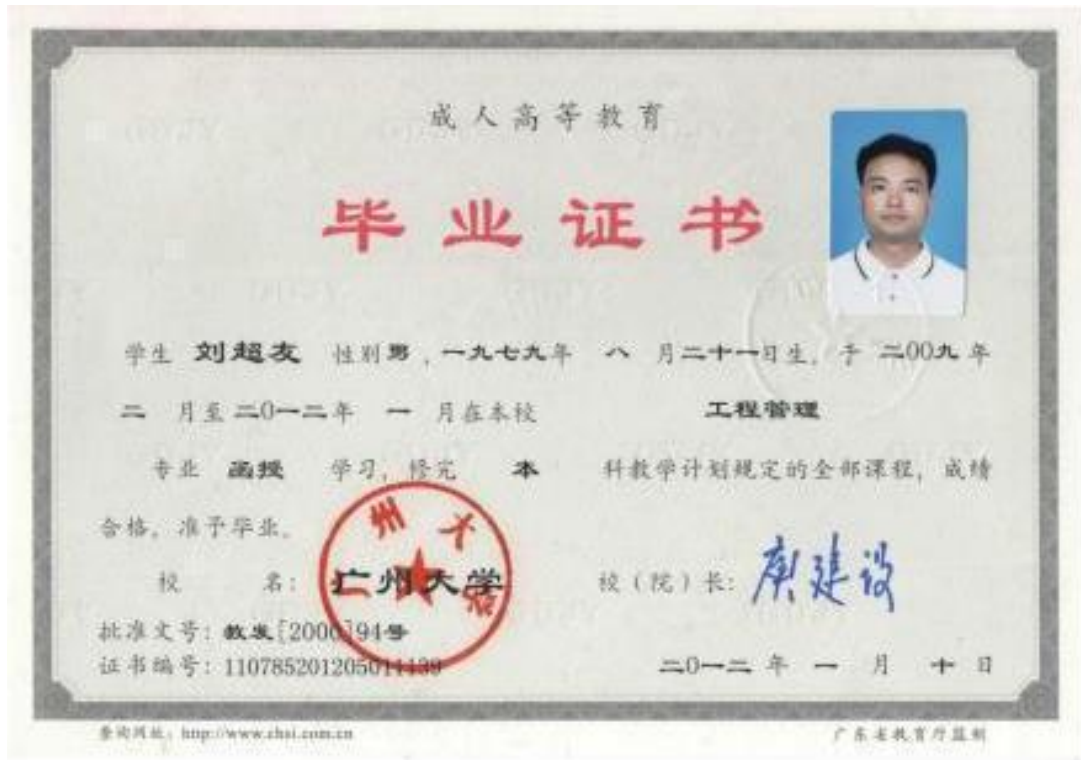 成人高等教育
毕业证书
学生 刘超友 性别男，一九七九年 八 月二十一日生，于 二00九 年
二 月至二0一二年 一 月在本校 工程管理
专业 函授 学习，修完 本 科教学计划规定的全部课程，成绩
合格，准予毕业。
校 名：广州大学 校（院）长：庾建设
批准文号：教发[2000]94号
证书编号：110785201205011139
二0一二 年 一 月 十 日
查询网址：http://www.chsi.com.cn 广东省教育厅监制